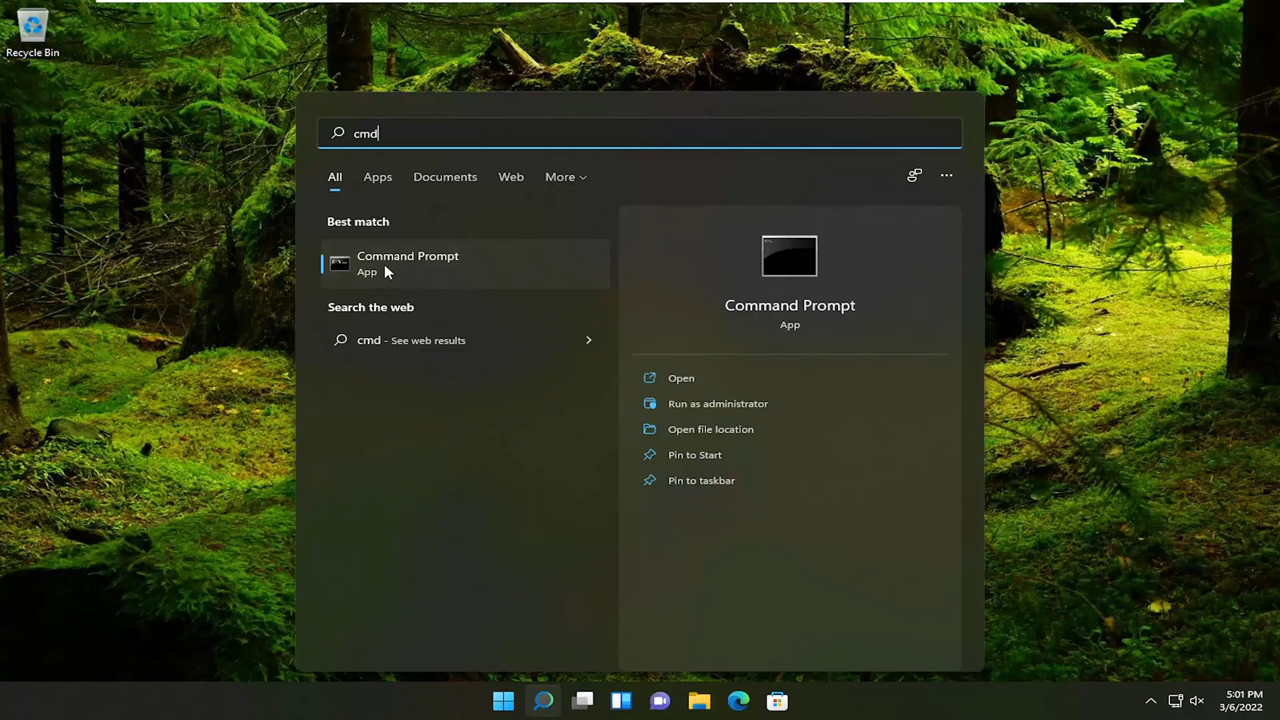 Recycle Bin
cmd
All Apps Documents Web More
Best match
Command Prompt
App
Search the web
cmd - See web results
Command Prompt
App
Open
Run as administrator
Open file location
Pin to Start
Pin to taskbar
5:01 PM
3/6/2022